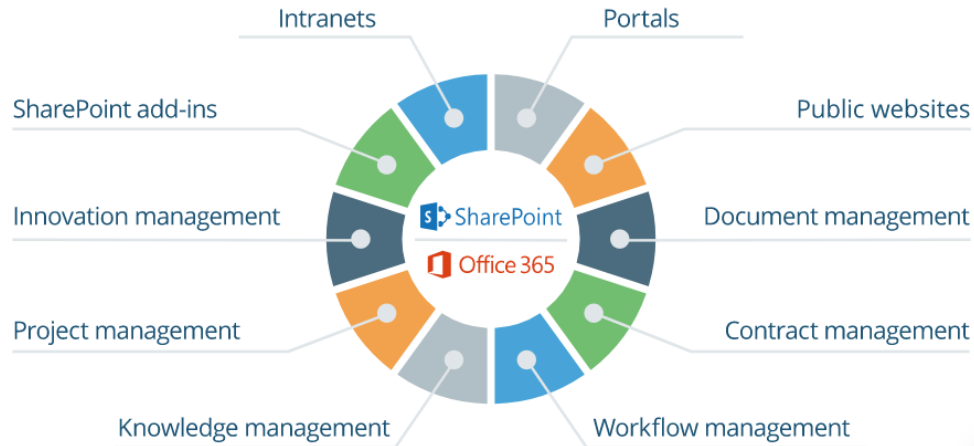 Intranets
Portals
SharePoint add-ins
Public websites
Innovation management
S SharePoint
Document management
Office 365
Project management
Contract management
Knowledge management
Workflow management